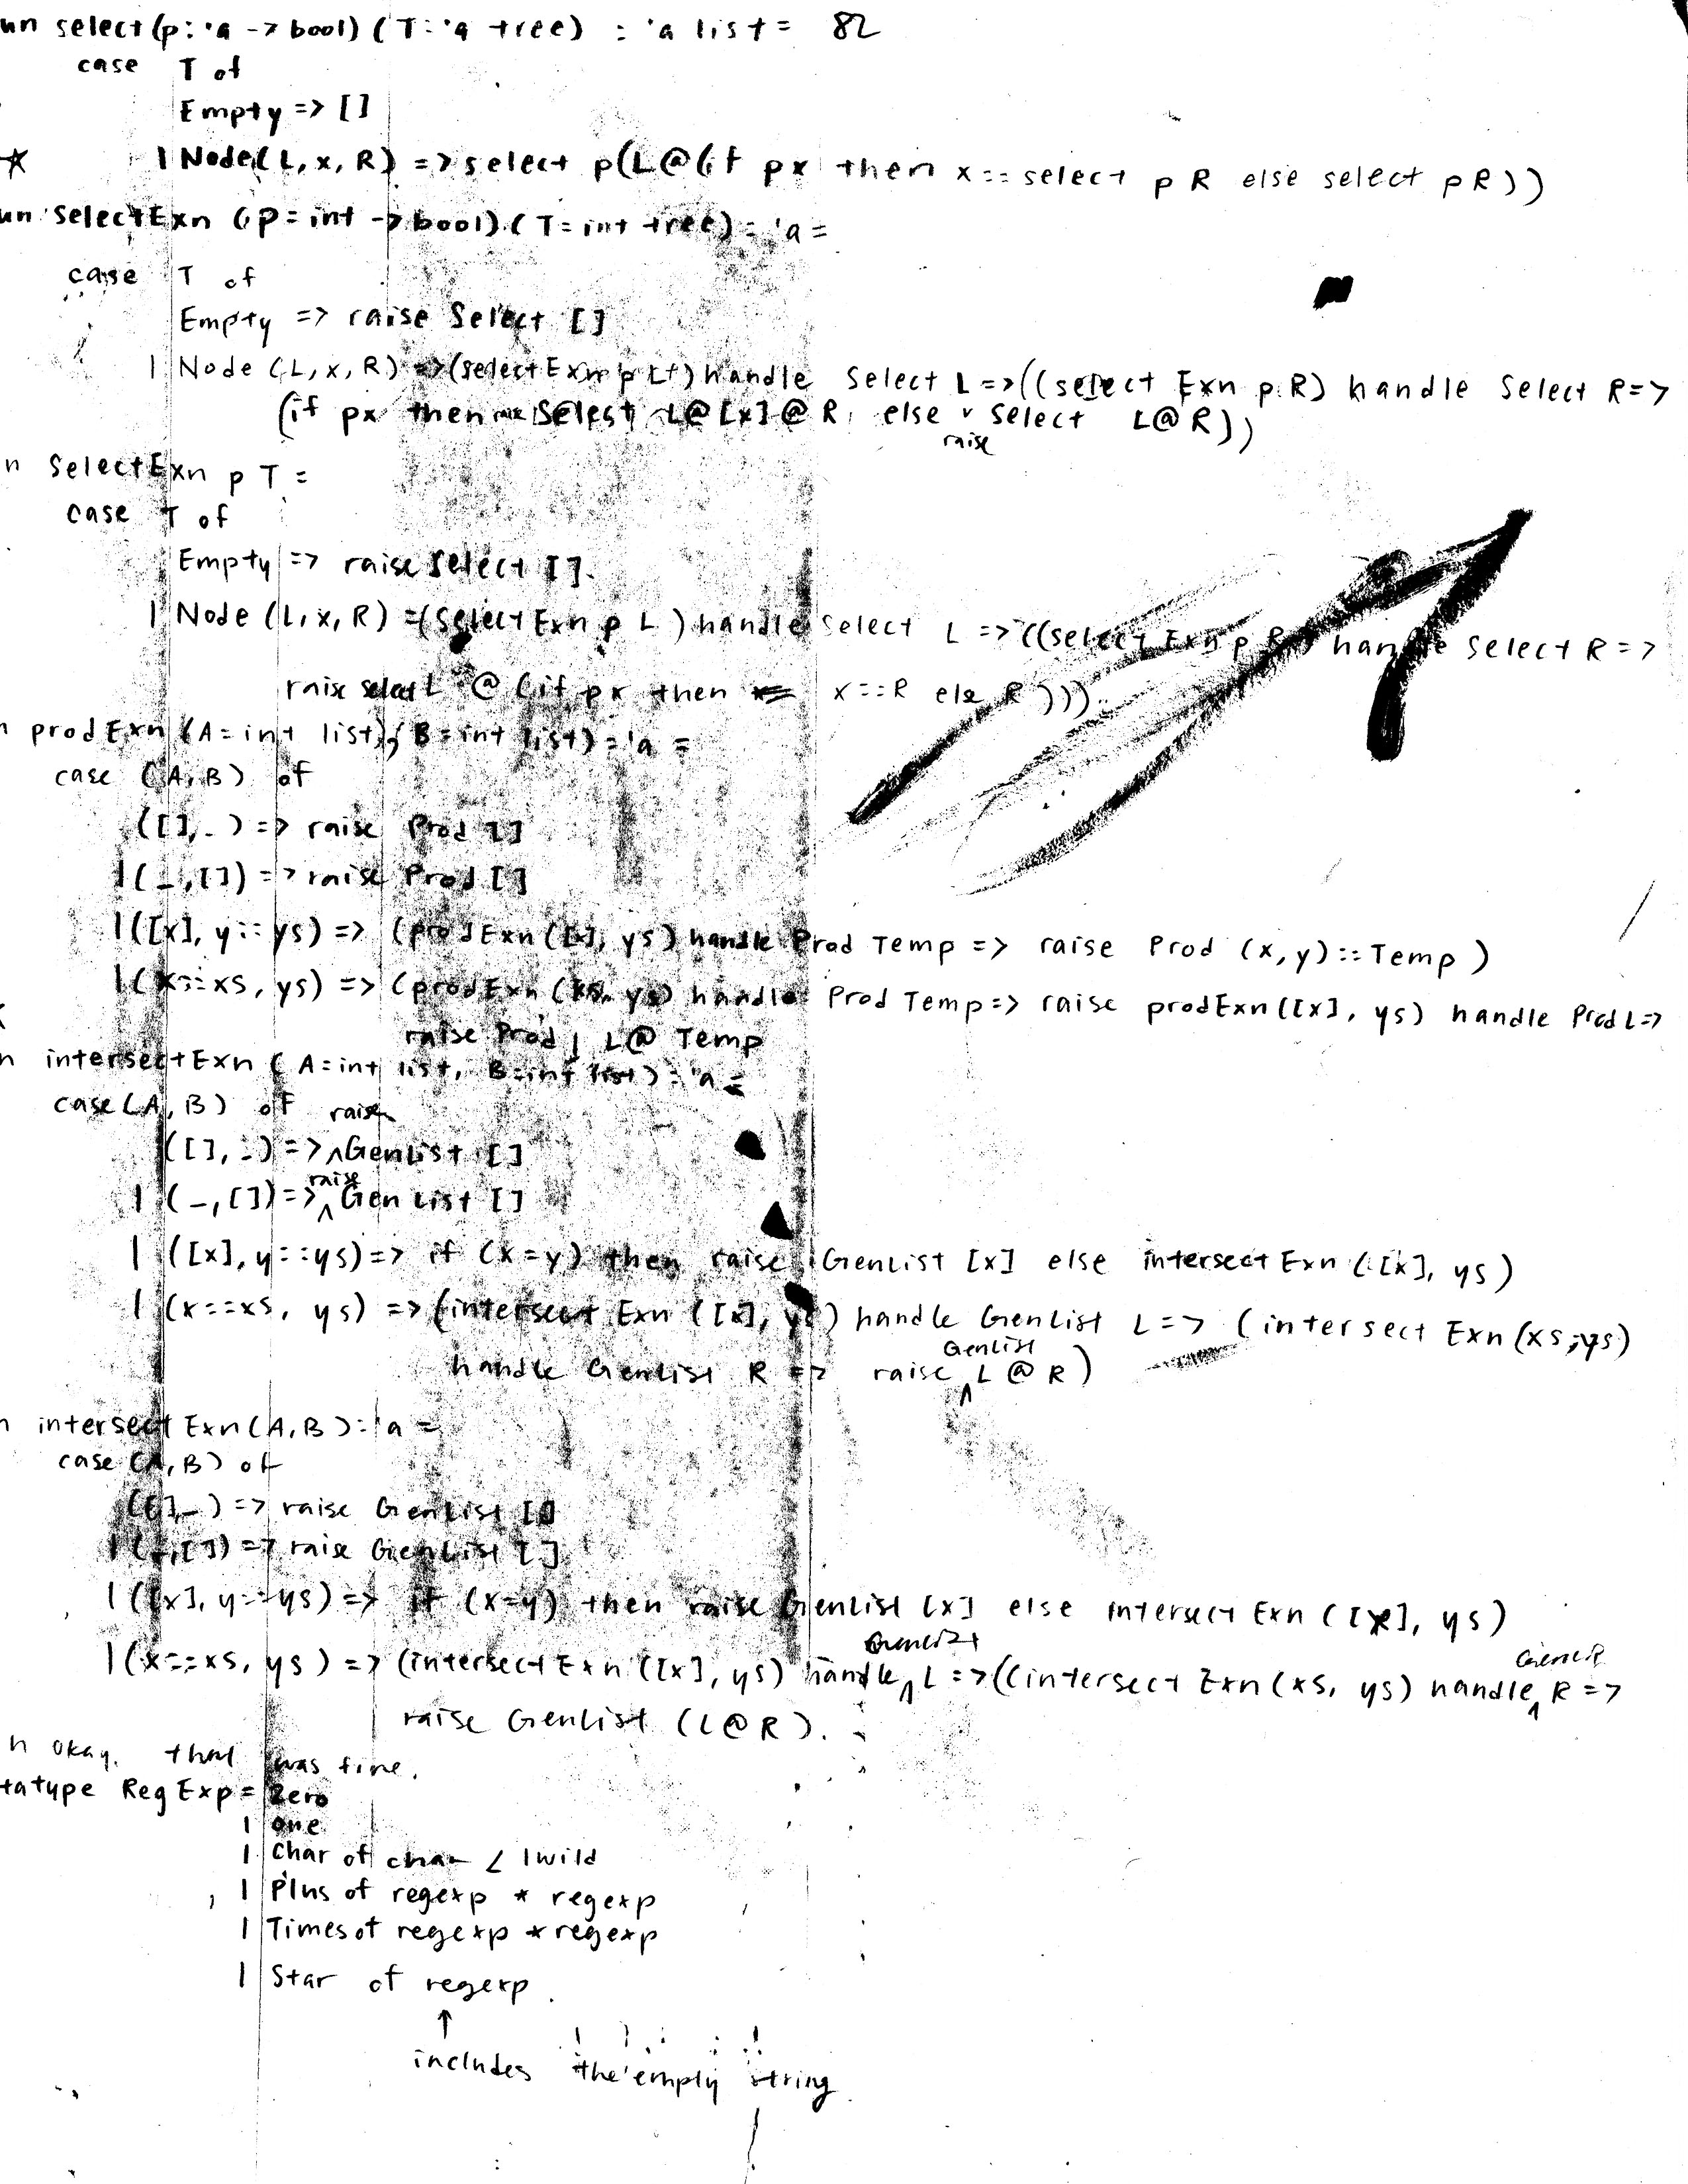 un select (p: 'a -> bool) (T: 'a tree) : 'a list = 82
case T of
Empty => []
| Node(L, x, R) => select p(L@(if px then x :: select p R else select p R))
un SelectExn (p = int -> bool) (T= int tree) = 'a =
case T of
Empty => raise Select []
| Node (L, x, R) => (selectExn p L) handle Select L => ((select Exn p R) handle Select R =>
(if px then raise Select L@[x]@R else raise select L@R))
n SelectExn p T =
case T of
Empty => raise Select [].
| Node (L, x, R) = (Select Exn p L ) handle Select L => ((select Exn p R) handle Select R =>
raise select L @ (if px then x :: R else R )))
n prodExn (A= int list, B= int list) = 'a =
case (A, B) of
([], _ ) => raise Prod []
| (_, []) => raise Prod []
| ([x], y :: ys) => (prodExn ([x], ys) handle Prod Temp => raise Prod (x, y) :: Temp )
| (x :: xs, ys) => (prodExn (xs, ys) handle Prod Temp => raise prodExn([x], ys) handle Prod L =>
raise Prod L@ Temp
n intersectExn ( A= int list, B= int list) = 'a =
case (A, B) of
([], _) => raise GenList []
| ( _, []) => raise GenList []
| ([x], y :: ys) => if (x=y) then raise GenList [x] else intersect Exn ([x], ys)
| (x :: xs, ys) => (intersect Exn ([x], ys) handle GenList L => (intersect Exn (xs, ys)
handle GenList R => raise GenList L @ R)
n intersect Exn (A, B) = 'a =
case (A, B) of
([], _) => raise GenList []
| (_, []) => raise GenList []
| ([x], y :: ys) => if (x=y) then raise GenList [x] else intersect Exn ([x], ys)
| (x :: xs, ys ) => (intersect Exn ([x], ys) handle GenList L => ((intersect Exn (xs, ys) handle GenList R =>
raise GenList (L@R).
n okay. that was fine.
tatype RegExp = Zero
| One
| Char of char < | wild
| Plus of regexp * regexp
| Times of regexp * regexp
| Star of regexp.
↑
includes the empty string